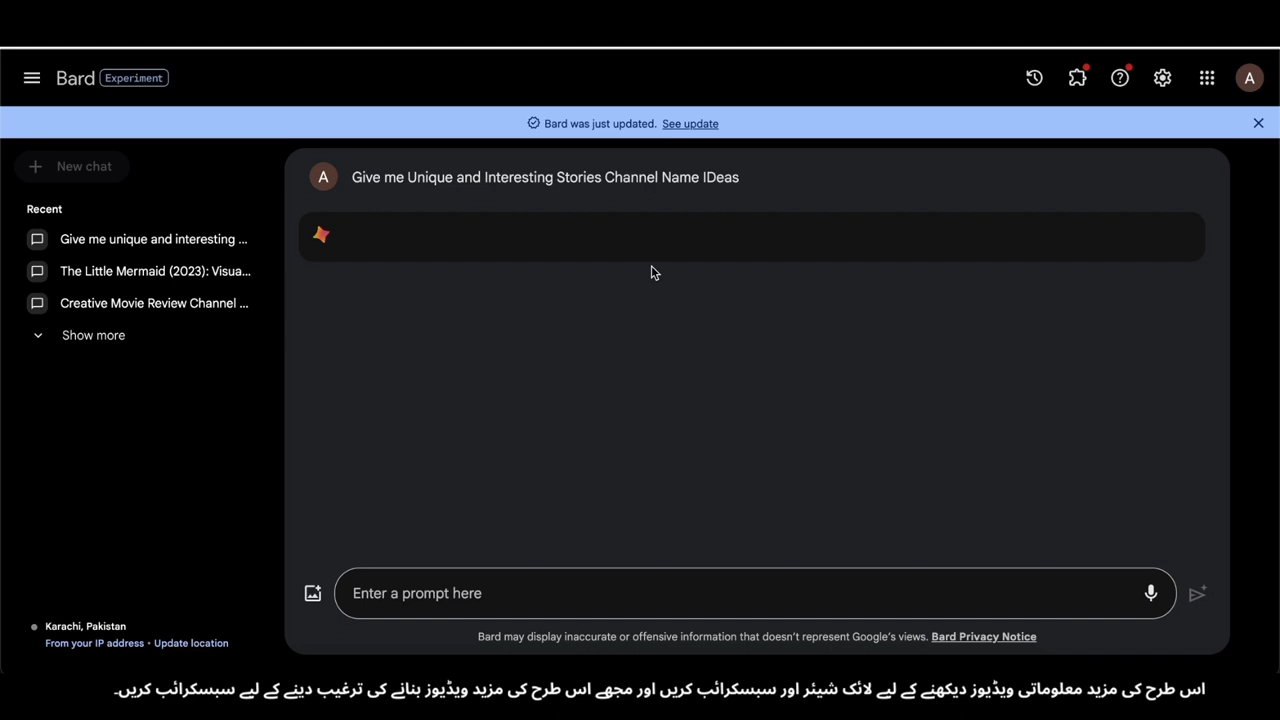 Bard Experiment
A
Bard was just updated. See update
New chat
Recent
Give me unique and interesting ...
The Little Mermaid (2023): Visua...
Creative Movie Review Channel ...
Show more
A Give me Unique and Interesting Stories Channel Name IDeas
Enter a prompt here
Bard may display inaccurate or offensive information that doesn't represent Google's views. Bard Privacy Notice
Karachi, Pakistan
From your IP address • Update location
اس طرح کی مزید معلوماتی ویڈیوز دیکھنے کے لیے لائک شیئر اور سبسکرائب کریں اور مجھے اس طرح کی مزید ویڈیوز بنانے کی ترغیب دینے کے لیے سبسکرائب کریں۔